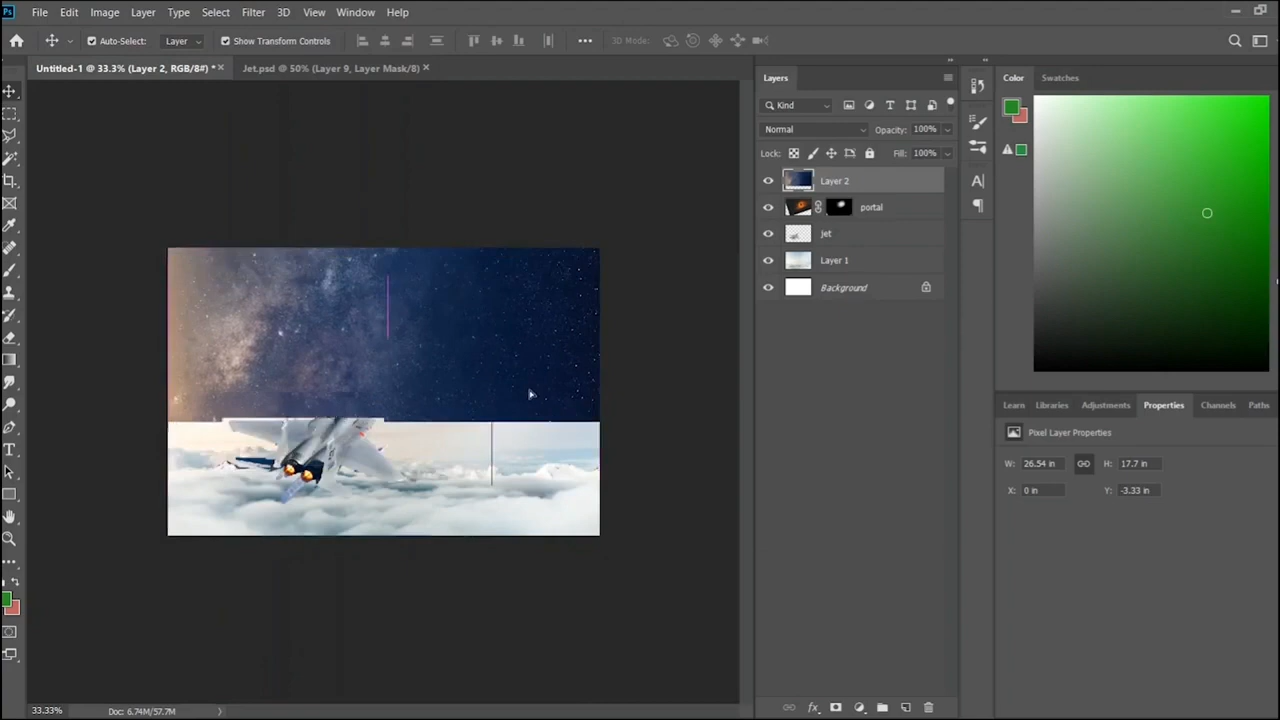 Ps File Edit Image Layer Type Select Filter 3D View Window Help
Auto-Select: Layer Show Transform Controls 3D Mode:
Untitled-1 @ 33.3% (Layer 2, RGB/8#) * Jet.psd @ 50% (Layer 9, Layer Mask/8)
Layers
Color Swatches
Kind
Normal Opacity: 100%
Lock: Fill: 100%
Layer 2
portal
jet
Layer 1
Background
Learn Libraries Adjustments Properties Channels Paths
Pixel Layer Properties
W: 26.54 in H: 17.7 in
X: 0 in Y: -3.33 in
33.33% Doc: 6.74M/57.7M